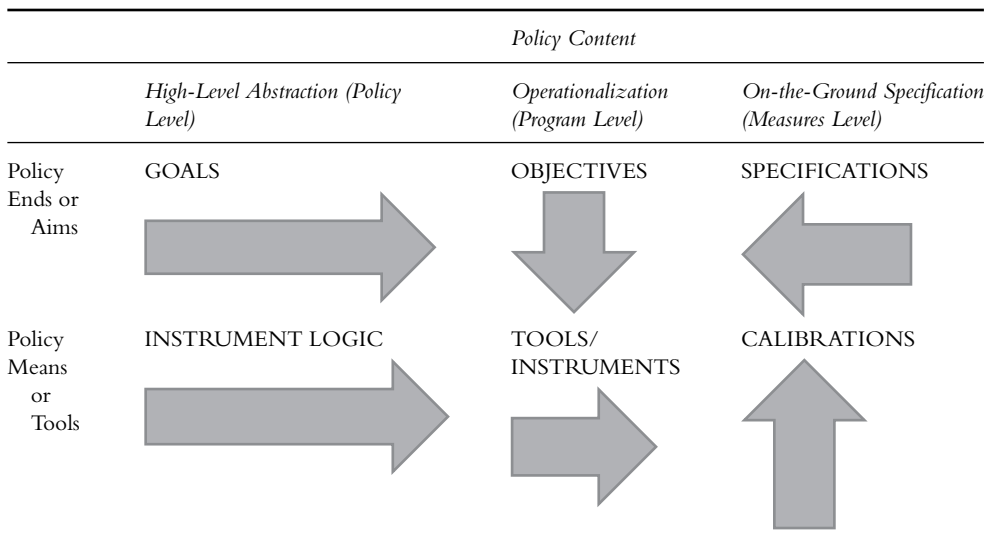 Policy Content
High-Level Abstraction (Policy
Level)
Operationalization
(Program Level)
On-the-Ground Specification
(Measures Level)
Policy
Ends or
Aims
GOALS
OBJECTIVES
SPECIFICATIONS
Policy
Means
or
Tools
INSTRUMENT LOGIC
TOOLS/
INSTRUMENTS
CALIBRATIONS